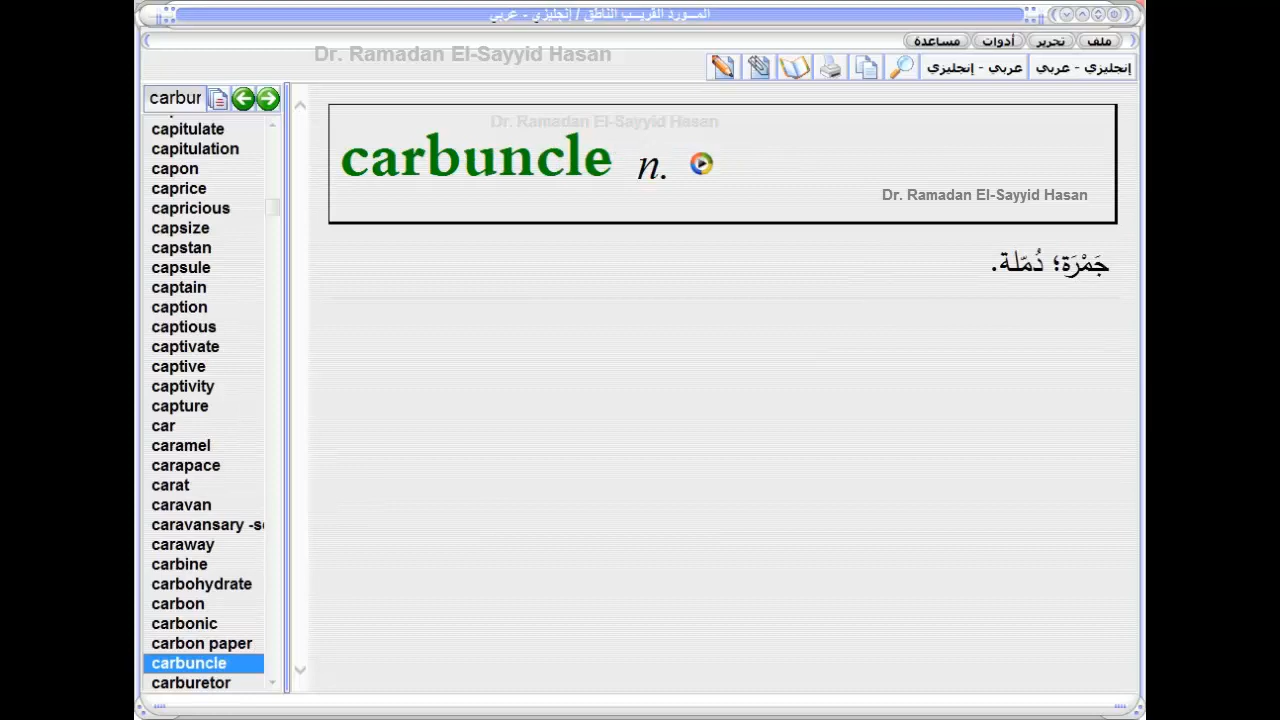 المـــورد القريـــب الناطق / إنجليزي - عربي
ملف تحرير أدوات مساعدة
Dr. Ramadan El-Sayyid Hasan
إنجليزي - عربي عربي - إنجليزي
carbur
capitulate
capitulation
capon
caprice
capricious
capsize
capstan
capsule
captain
caption
captious
captivate
captive
captivity
capture
car
caramel
carapace
carat
caravan
caravansary -se
caraway
carbine
carbohydrate
carbon
carbonic
carbon paper
carbuncle
carburetor
Dr. Ramadan El-Sayyid Hasan
carbuncle n.
Dr. Ramadan El-Sayyid Hasan
جَمْرَة؛ دُمّلة.